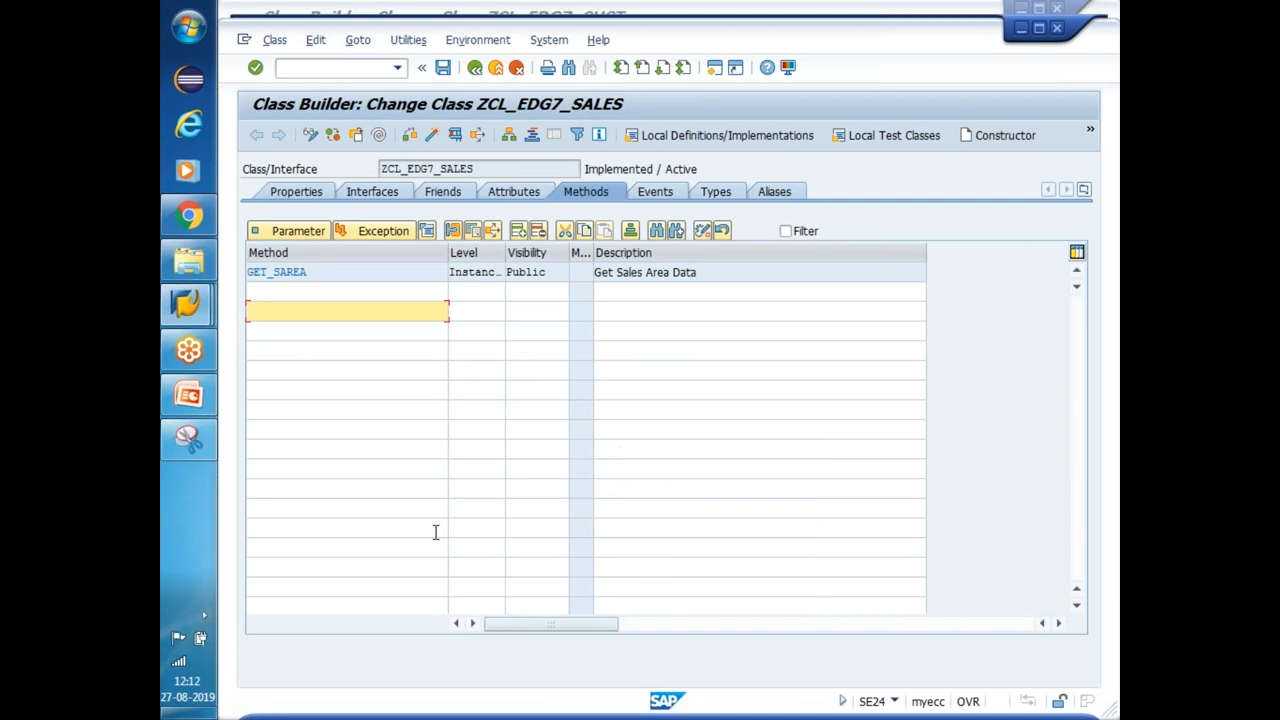 Class Edit Goto Utilities Environment System Help
Class Builder: Change Class ZCL_EDG7_SALES
Local Definitions/Implementations Local Test Classes Constructor
Class/Interface ZCL_EDG7_SALES Implemented / Active
Properties Interfaces Friends Attributes Methods Events Types Aliases
Parameter Exception Filter
Method Level Visibility M... Description
GET_SAREA Instanc.. Public Get Sales Area Data
12:12
27-08-2019
SAP SE24 myecc OVR